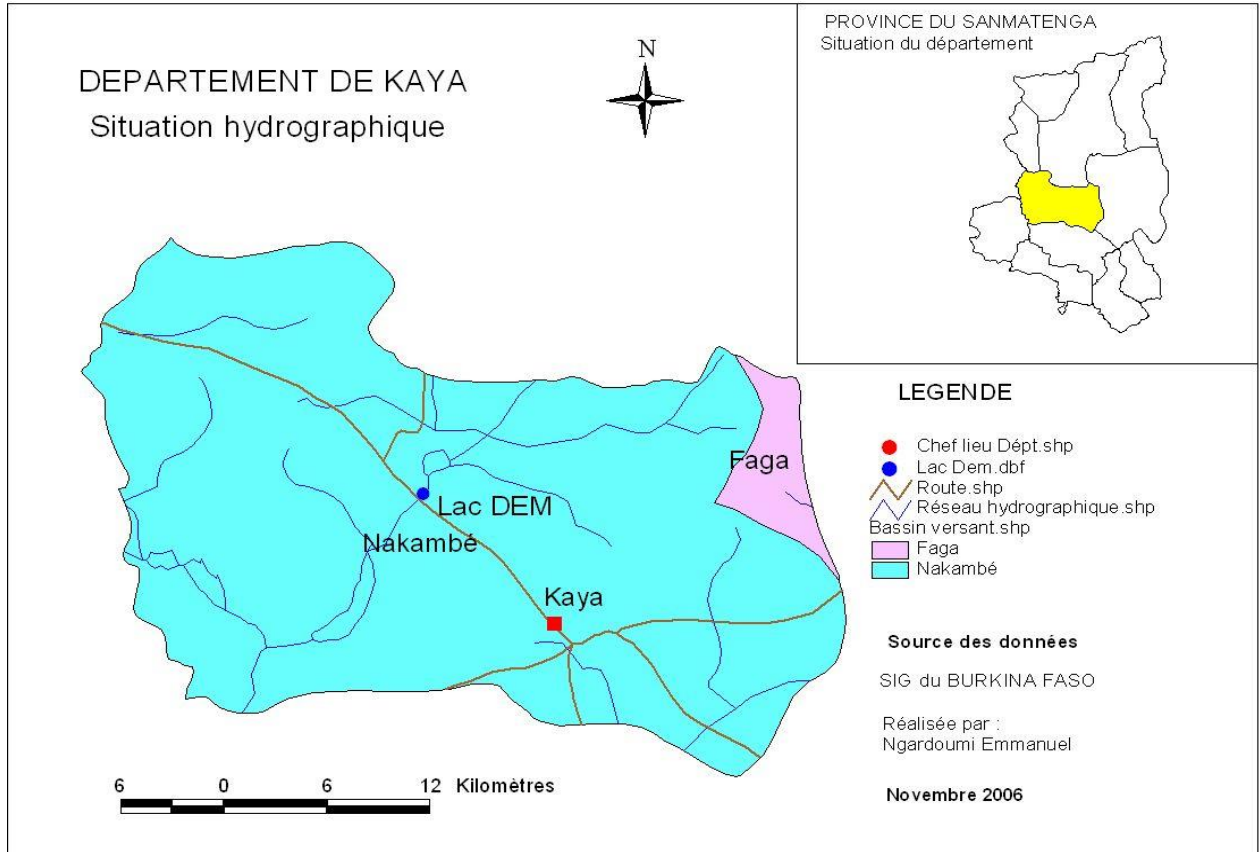 DEPARTEMENT DE KAYA
Situation hydrographique
N
PROVINCE DU SANMATENGA
Situation du département
Faga
Lac DEM
Nakambé
Kaya
LEGENDE
Chef lieu Dépt.shp
Lac Dem.dbf
Route.shp
Réseau hydrographique.shp
Bassin versant.shp
Faga
Nakambé
Source des données
SIG du BURKINA FASO
Réalisée par :
Ngardoumi Emmanuel
Novembre 2006
6 0 6 12 Kilomètres